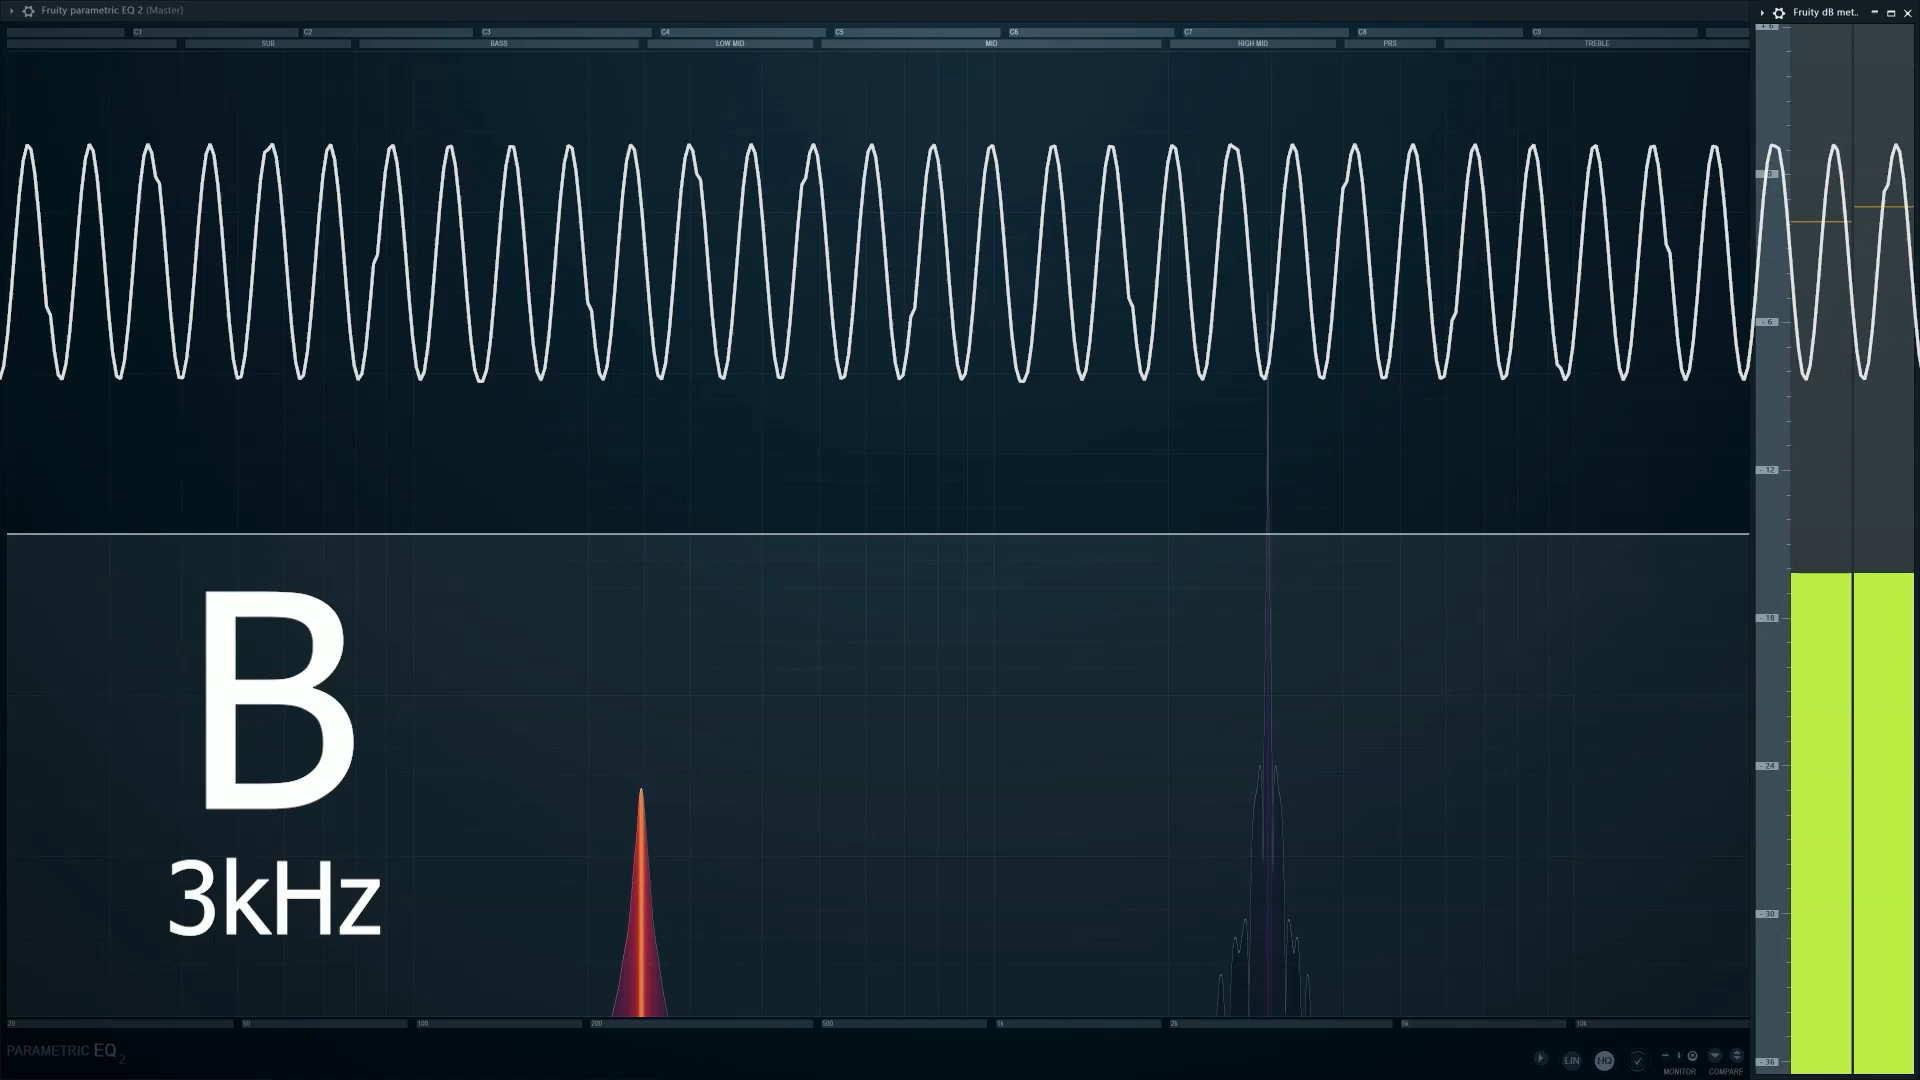 Fruity parametric EQ 2 (Master)
Fruity dB met..
C1 C2 C3 C4 C5 C6 C7 C8 C9
SUB BASS LOW MID MID HIGH MID PRS TREBLE
-6
-12
-18
-24
-30
-36
B
3kHz
20 50 100 200 500 1k 2k 5k 10k
PARAMETRIC EQ 2
LIN HQ
MONITOR COMPARE